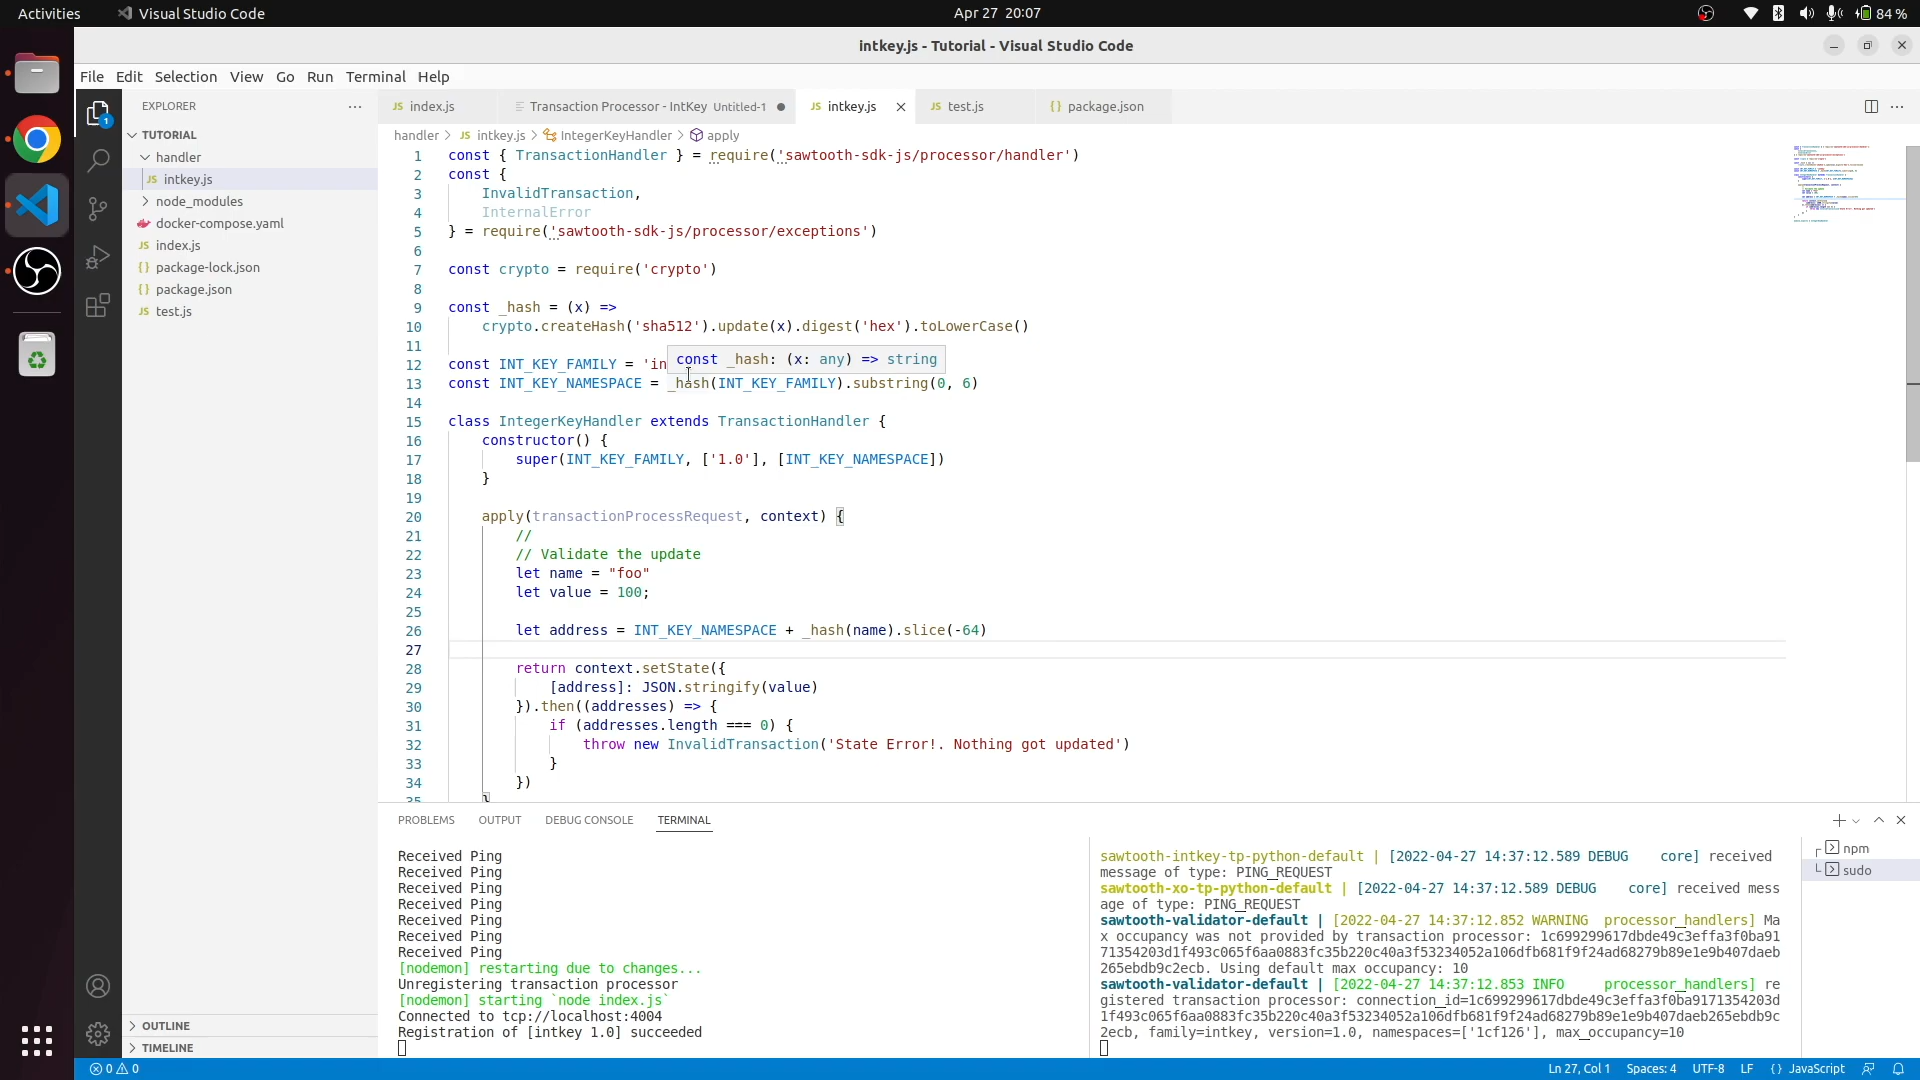 Activities
Visual Studio Code
Apr 27 20:07
84 %
intkey.js - Tutorial - Visual Studio Code
File Edit Selection View Go Run Terminal Help
EXPLORER
TUTORIAL
handler
JS intkey.js
node_modules
docker-compose.yaml
JS index.js
{} package-lock.json
{} package.json
JS test.js
OUTLINE
TIMELINE
1
JS index.js
Transaction Processor - IntKey Untitled-1
JS intkey.js
JS test.js
{} package.json
handler > JS intkey.js > IntegerKeyHandler > apply
1 const { TransactionHandler } = require('sawtooth-sdk-js/processor/handler')
2 const {
3 InvalidTransaction,
4 InternalError
5 } = require('sawtooth-sdk-js/processor/exceptions')
6
7 const crypto = require('crypto')
8
9 const _hash = (x) =>
10 crypto.createHash('sha512').update(x).digest('hex').toLowerCase()
11
const _hash: (x: any) => string
12 const INT_KEY_FAMILY = 'in
13 const INT_KEY_NAMESPACE = _hash(INT_KEY_FAMILY).substring(0, 6)
14
15 class IntegerKeyHandler extends TransactionHandler {
16 constructor() {
17 super(INT_KEY_FAMILY, ['1.0'], [INT_KEY_NAMESPACE])
18 }
19
20 apply(transactionProcessRequest, context) {
21 //
22 // Validate the update
23 let name = "foo"
24 let value = 100;
25
26 let address = INT_KEY_NAMESPACE + _hash(name).slice(-64)
27
28 return context.setState({
29 [address]: JSON.stringify(value)
30 }).then((addresses) => {
31 if (addresses.length === 0) {
32 throw new InvalidTransaction('State Error!. Nothing got updated')
33 }
34 })
35 }
PROBLEMS OUTPUT DEBUG CONSOLE TERMINAL
Received Ping
Received Ping
Received Ping
Received Ping
Received Ping
Received Ping
Received Ping
[nodemon] restarting due to changes...
Unregistering transaction processor
[nodemon] starting `node index.js`
Connected to tcp://localhost:4004
Registration of [intkey 1.0] succeeded
sawtooth-intkey-tp-python-default | [2022-04-27 14:37:12.589 DEBUG core] received
message of type: PING_REQUEST
sawtooth-xo-tp-python-default | [2022-04-27 14:37:12.589 DEBUG core] received mess
age of type: PING_REQUEST
sawtooth-validator-default | [2022-04-27 14:37:12.852 WARNING processor_handlers] Ma
x occupancy was not provided by transaction processor: 1c699299617dbde49c3effa3f0ba91
71354203d1f493c065f6aa0883fc35b220c40a3f53234052a106dfb681f9f24ad68279b89e1e9b407daeb
265ebdb9c2ecb. Using default max occupancy: 10
sawtooth-validator-default | [2022-04-27 14:37:12.853 INFO processor_handlers] re
gistered transaction processor: connection_id=1c699299617dbde49c3effa3f0ba9171354203d
1f493c065f6aa0883fc35b220c40a3f53234052a106dfb681f9f24ad68279b89e1e9b407daeb265ebdb9c
2ecb, family=intkey, version=1.0, namespaces=['1cf126'], max_occupancy=10
npm
sudo
0 0
Ln 27, Col 1 Spaces: 4 UTF-8 LF {} JavaScript